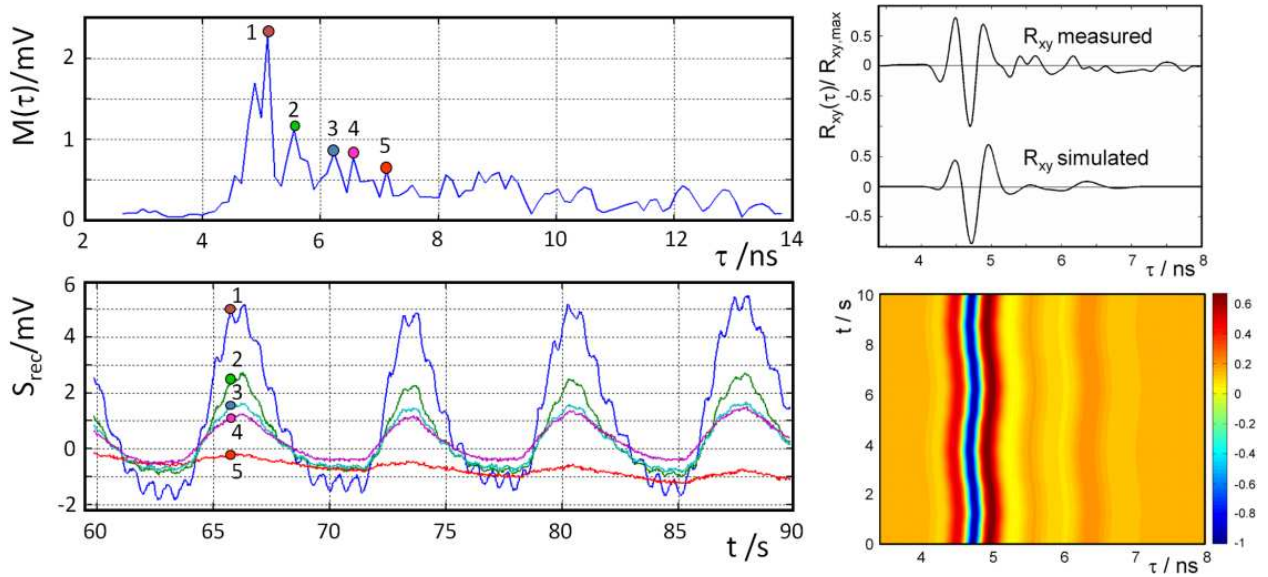 M(τ)/mV
2
1
0
1
2
3
4
5
2 4 6 8 10 12 14
τ /ns
S_rec/mV
6
4
2
0
-2
1
2
3
4
5
60 65 70 75 80 85 90
t /s
R_xy(τ)/ R_xy,max
0.5
0
-0.5
0.5
0
-0.5
R_xy measured
R_xy simulated
4 5 6 7 8
τ / ns
t / s
10
8
6
4
2
0
4 5 6 7 8
τ / ns
0.6
0.4
0.2
0
-0.2
-0.4
-0.6
-0.8
-1